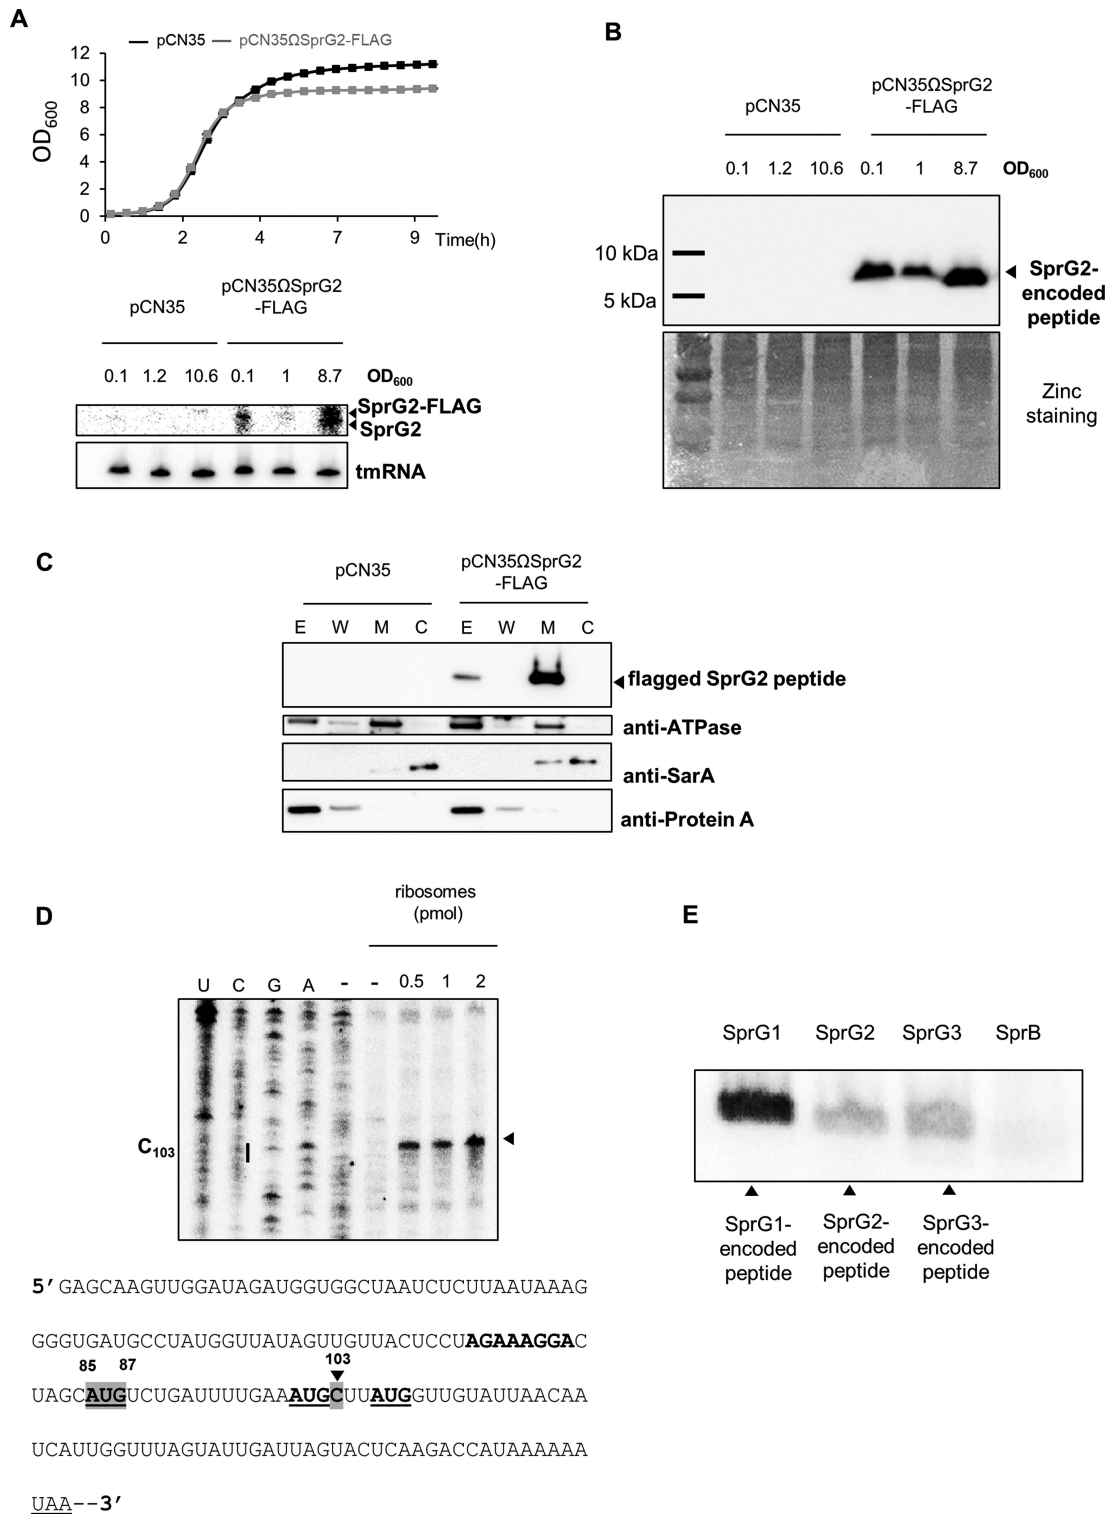 A
pCN35
pCN35ΩSprG2-FLAG
12
10
8
6
4
2
0
OD600
0
2
4
7
9
Time(h)
pCN35
pCN35ΩSprG2
-FLAG
0.1 1.2 10.6 0.1 1 8.7 OD600
SprG2-FLAG
SprG2
tmRNA
B
pCN35
pCN35ΩSprG2
-FLAG
0.1 1.2 10.6 0.1 1 8.7 OD600
10 kDa
5 kDa
SprG2-
encoded
peptide
Zinc
staining
C
pCN35
pCN35ΩSprG2
-FLAG
E W M C E W M C
flagged SprG2 peptide
anti-ATPase
anti-SarA
anti-Protein A
D
ribosomes
(pmol)
U C G A - - 0.5 1 2
C103
5′ GAGCAAGUUGGAUAGAUGGUGGCUAAUCUCUUAAUAAAG
GGGUGAUGCCUAUGGUUAUAGUUGUUACUCCUAGAAAGGAC
85 87 103
UAGCAUGUCUGAUUUUGAAAUGCUUAUGGUUGUAUUAACAA
UCAUUGGUUUAGUAUUGAUUAGUACUCAAGACCAUAAAAAA
UAA--3′
E
SprG1 SprG2 SprG3 SprB
SprG1-
encoded
peptide
SprG2-
encoded
peptide
SprG3-
encoded
peptide